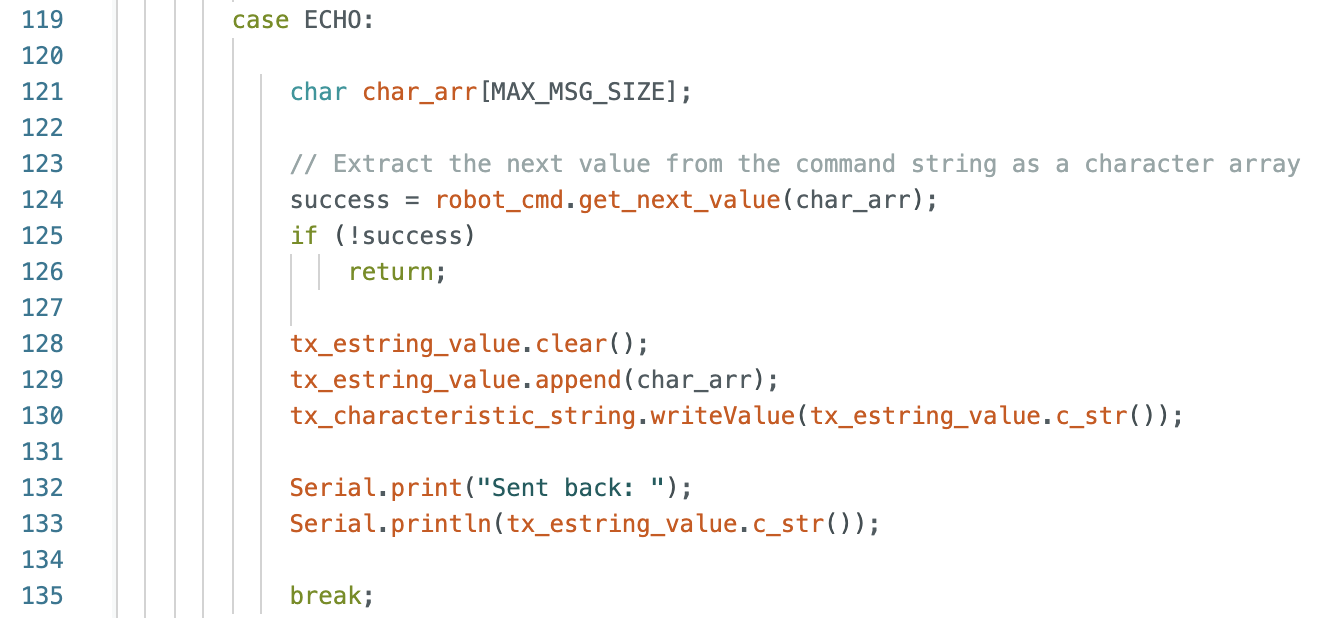 119 case ECHO:
120
121 char char_arr[MAX_MSG_SIZE];
122
123 // Extract the next value from the command string as a character array
124 success = robot_cmd.get_next_value(char_arr);
125 if (!success)
126 return;
127
128 tx_estring_value.clear();
129 tx_estring_value.append(char_arr);
130 tx_characteristic_string.writeValue(tx_estring_value.c_str());
131
132 Serial.print("Sent back: ");
133 Serial.println(tx_estring_value.c_str());
134
135 break;